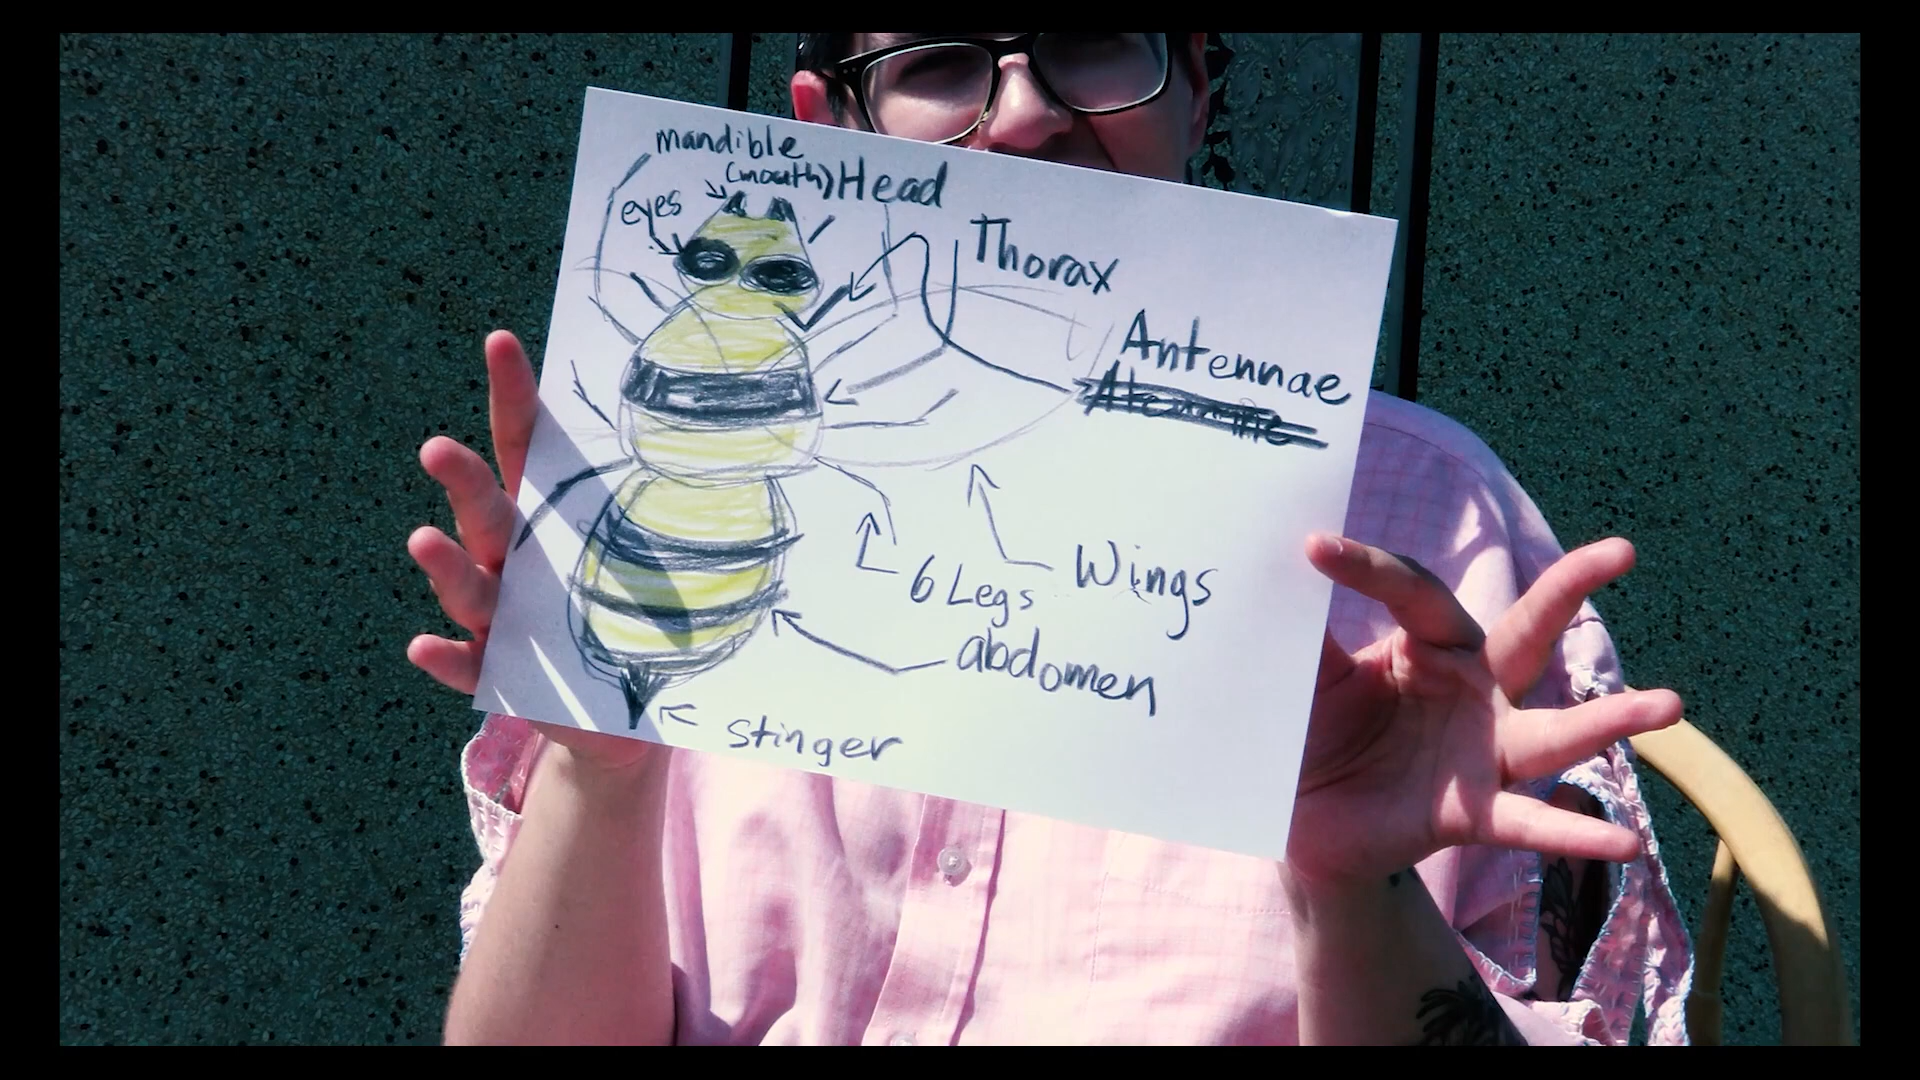 mandible
(mouth)
Head
eyes
Thorax
Antennae
6 Legs
Wings
abdomen
stinger